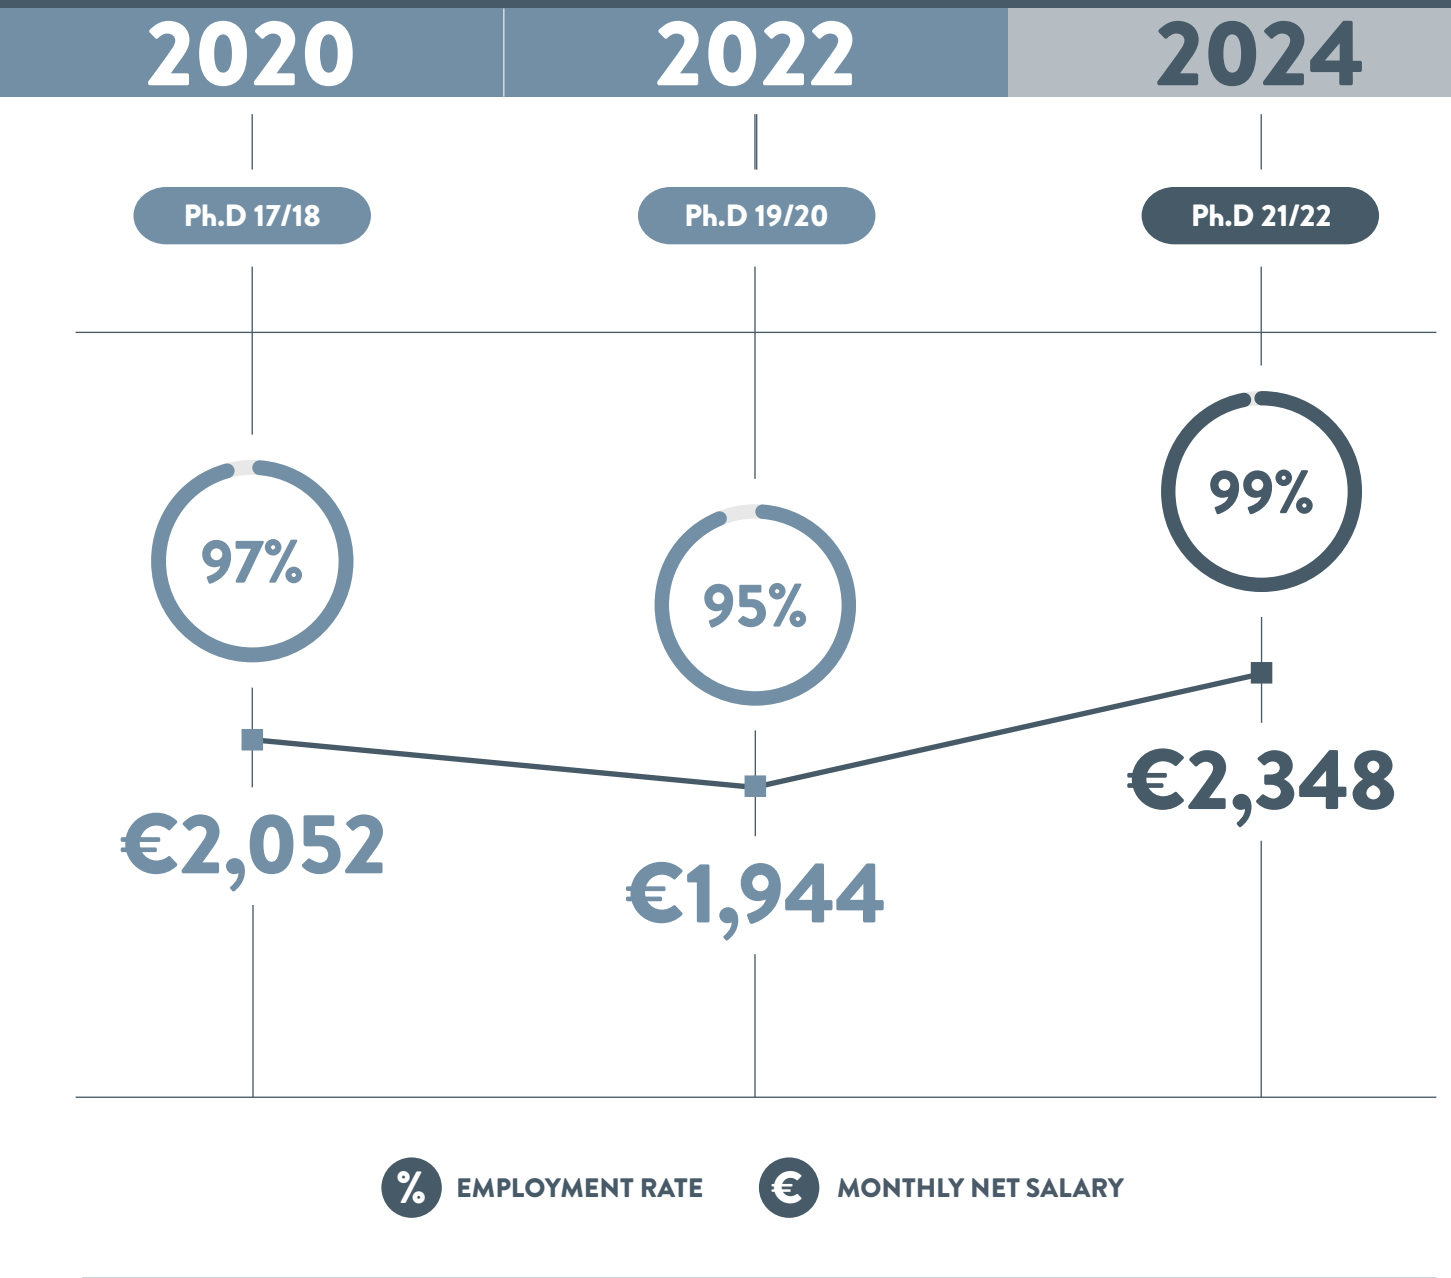 2020 2022 2024
Ph.D 17/18 Ph.D 19/20 Ph.D 21/22
99%
97%
95%
€2,348
€2,052
€1,944
% EMPLOYMENT RATE € MONTHLY NET SALARY